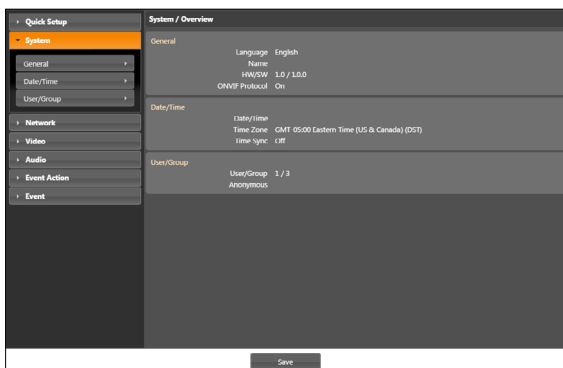 Quick Setup
System
General
Date/Time
User/Group
Network
Video
Audio
Event Action
Event
System / Overview
General
Language English
Name
HW/SW 1.0 / 1.0.0
ONVIF Protocol On
Date/Time
Date/Time
Time Zone GMT 05:00 Eastern Time (US & Canada) (DST)
Time Sync Off
User/Group
User/Group 1 / 3
Anonymous
Save